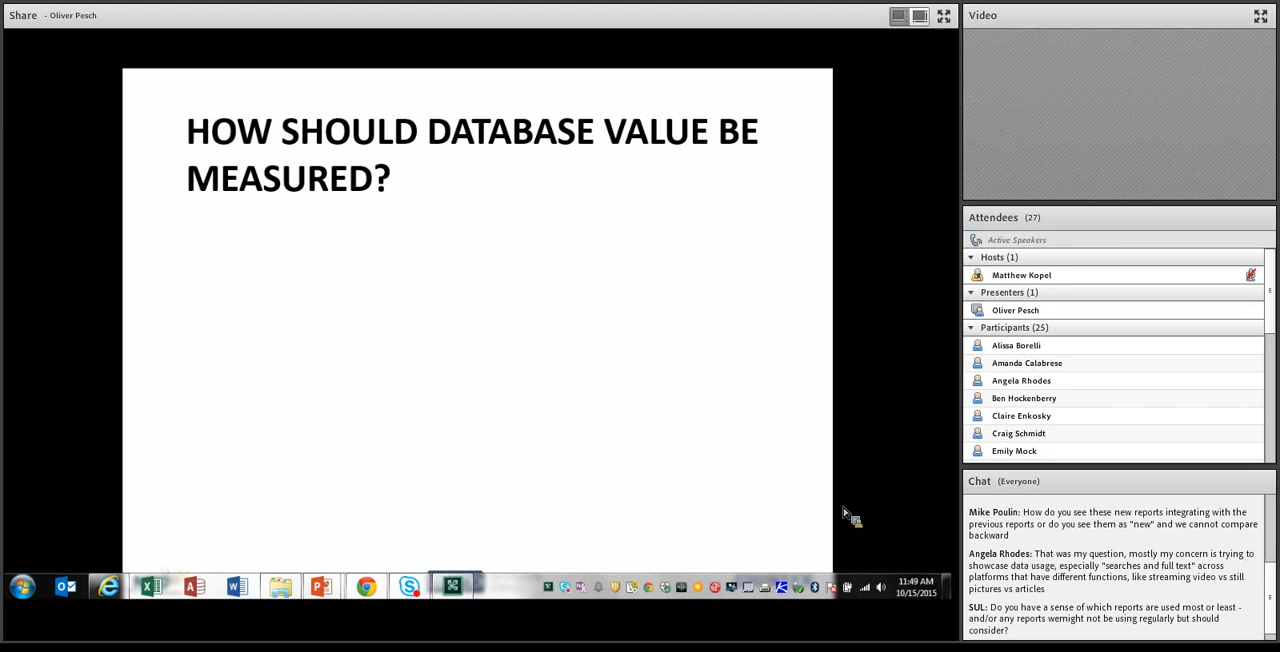 Share - Oliver Pesch
HOW SHOULD DATABASE VALUE BE
MEASURED?
11:49 AM
10/15/2015
Video
Attendees (27)
Active Speakers
Hosts (1)
Matthew Kopel
Presenters (1)
Oliver Pesch
Participants (25)
Alissa Borelli
Amanda Calabrese
Angela Rhodes
Ben Hockenberry
Claire Enkosky
Craig Schmidt
Emily Mock
Chat (Everyone)
Mike Poulin: How do you see these new reports integrating with the
previous reports or do you see them as "new" and we cannot compare
backward
Angela Rhodes: That was my question, mostly my concern is trying to
showcase data usage, especially "searches and full text" across
platforms that have different functions, like streaming video vs still
pictures vs articles
SUL: Do you have a sense of which reports are used most or least -
and/or any reports wemight not be using regularly but should
consider?